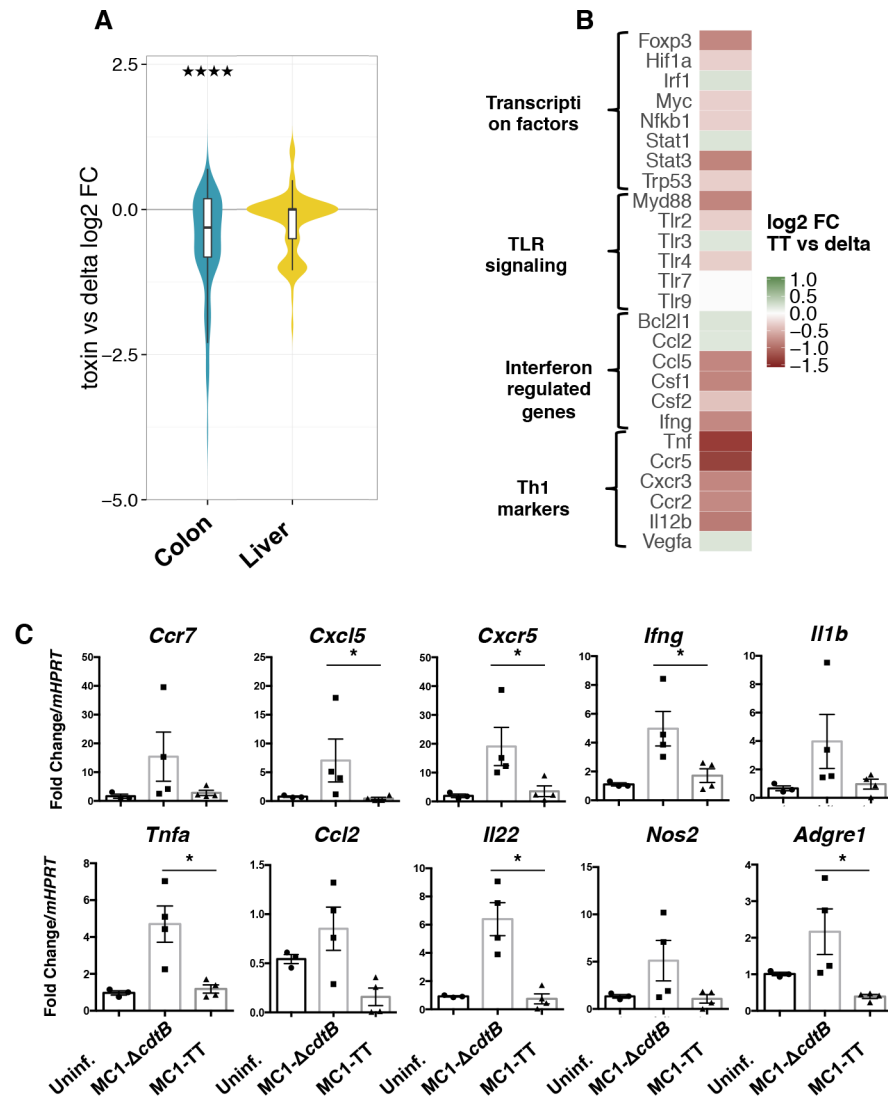 A
2.5
★★★★
0.0
−2.5
−5.0
toxin vs delta log2 FC
Colon
Liver
B
Transcripti
on factors
Foxp3
Hif1a
Irf1
Myc
Nfkb1
Stat1
Stat3
Trp53
TLR
signaling
Myd88
Tlr2
Tlr3
Tlr4
Tlr7
Tlr9
Interferon
regulated
genes
Bcl2l1
Ccl2
Ccl5
Csf1
Csf2
Ifng
Th1
markers
Tnf
Ccr5
Cxcr3
Ccr2
Il12b
Vegfa
log2 FC
TT vs delta
1.0
0.5
0.0
−0.5
−1.0
−1.5
C
Fold Change/mHPRT
Ccr7
50
40
30
20
10
0
Cxcl5
25
20
15
10
5
0
*
Cxcr5
50
40
30
20
10
0
*
Ifng
10
8
6
4
2
0
*
Il1b
10
8
6
4
2
0
Fold Change/mHPRT
Tnfa
8
6
4
2
0
*
Ccl2
1.5
1.0
0.5
0.0
Il22
10
8
6
4
2
0
*
Nos2
15
10
5
0
Adgre1
4
3
2
1
0
*
Uninf.
MC1-ΔcdtB
MC1-TT
Uninf.
MC1-ΔcdtB
MC1-TT
Uninf.
MC1-ΔcdtB
MC1-TT
Uninf.
MC1-ΔcdtB
MC1-TT
Uninf.
MC1-ΔcdtB
MC1-TT